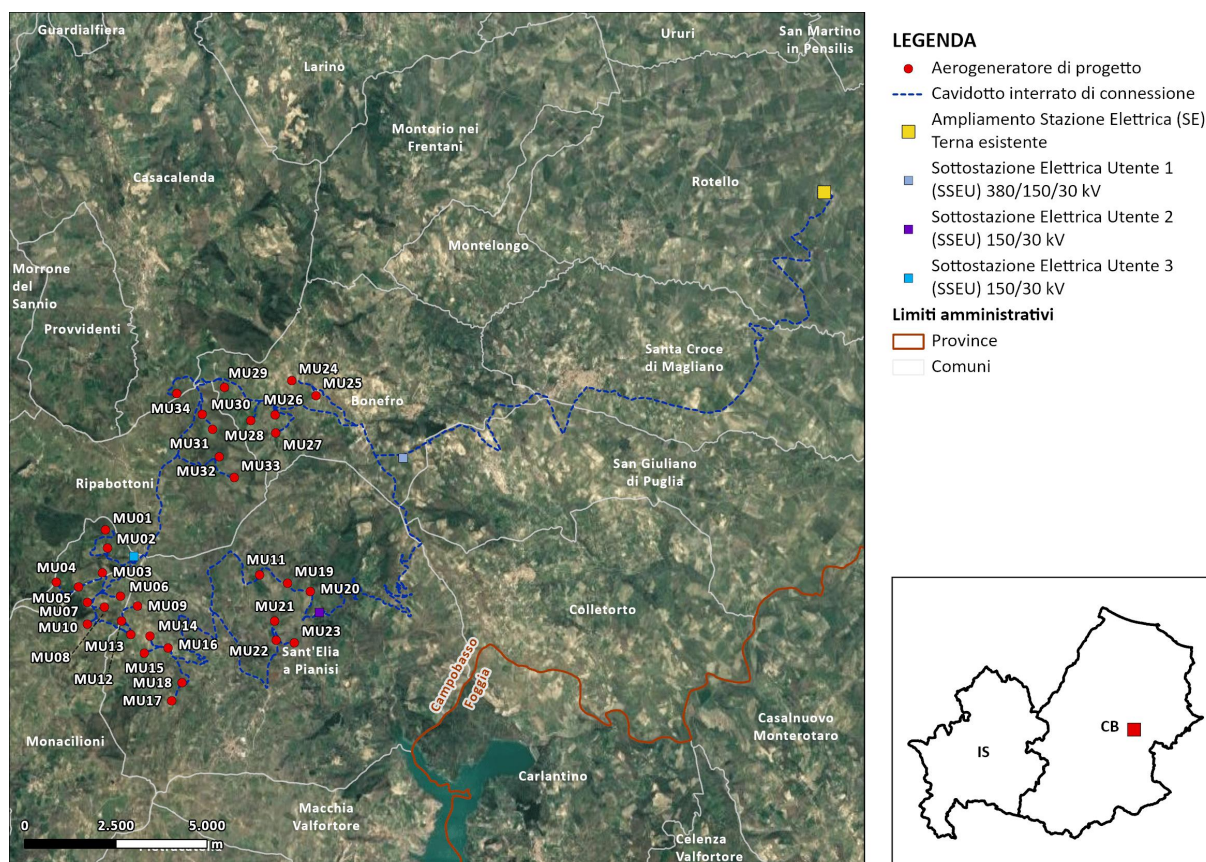 Guardialfiera
Ururi
San Martino
in Pensilis
Larino
Montorio nei
Frentani
Casacalenda
Rotello
Montelongo
Morrone
del
Sannio
Provvidenti
Santa Croce
di Magliano
MU29
MU24
MU25
MU34
MU30
MU26
Bonefro
MU31
MU28
MU27
MU32
MU33
San Giuliano
di Puglia
Ripabottoni
MU01
MU02
MU04
MU03
MU11
MU19
MU05
MU06
MU20
MU07
MU09
MU21
Colletorto
MU10
MU14
MU23
MU08
MU13
MU16
MU22
Sant'Elia
a Pianisi
MU12
MU15
MU18
MU17
Campobasso
Foggia
Monacilioni
Casalnuovo
Monterotaro
Carlantino
Macchia
Valfortore
Celenza
Valfortore
0 2.500 5.000
m
LEGENDA
Aerogeneratore di progetto
Cavidotto interrato di connessione
Ampliamento Stazione Elettrica (SE)
Terna esistente
Sottostazione Elettrica Utente 1
(SSEU) 380/150/30 kV
Sottostazione Elettrica Utente 2
(SSEU) 150/30 kV
Sottostazione Elettrica Utente 3
(SSEU) 150/30 kV
Limiti amministrativi
Province
Comuni
CB
IS